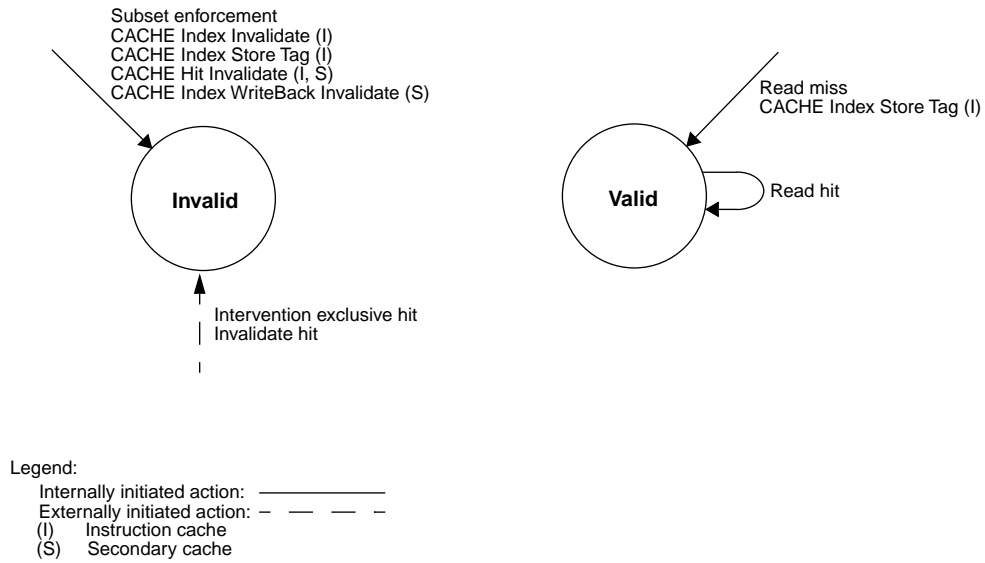 Subset enforcement
CACHE Index Invalidate (I)
CACHE Index Store Tag (I)
CACHE Hit Invalidate (I, S)
CACHE Index WriteBack Invalidate (S)
Invalid
Intervention exclusive hit
Invalidate hit
Read miss
CACHE Index Store Tag (I)
Valid
Read hit
Legend:
Internally initiated action:
Externally initiated action:
(I) Instruction cache
(S) Secondary cache